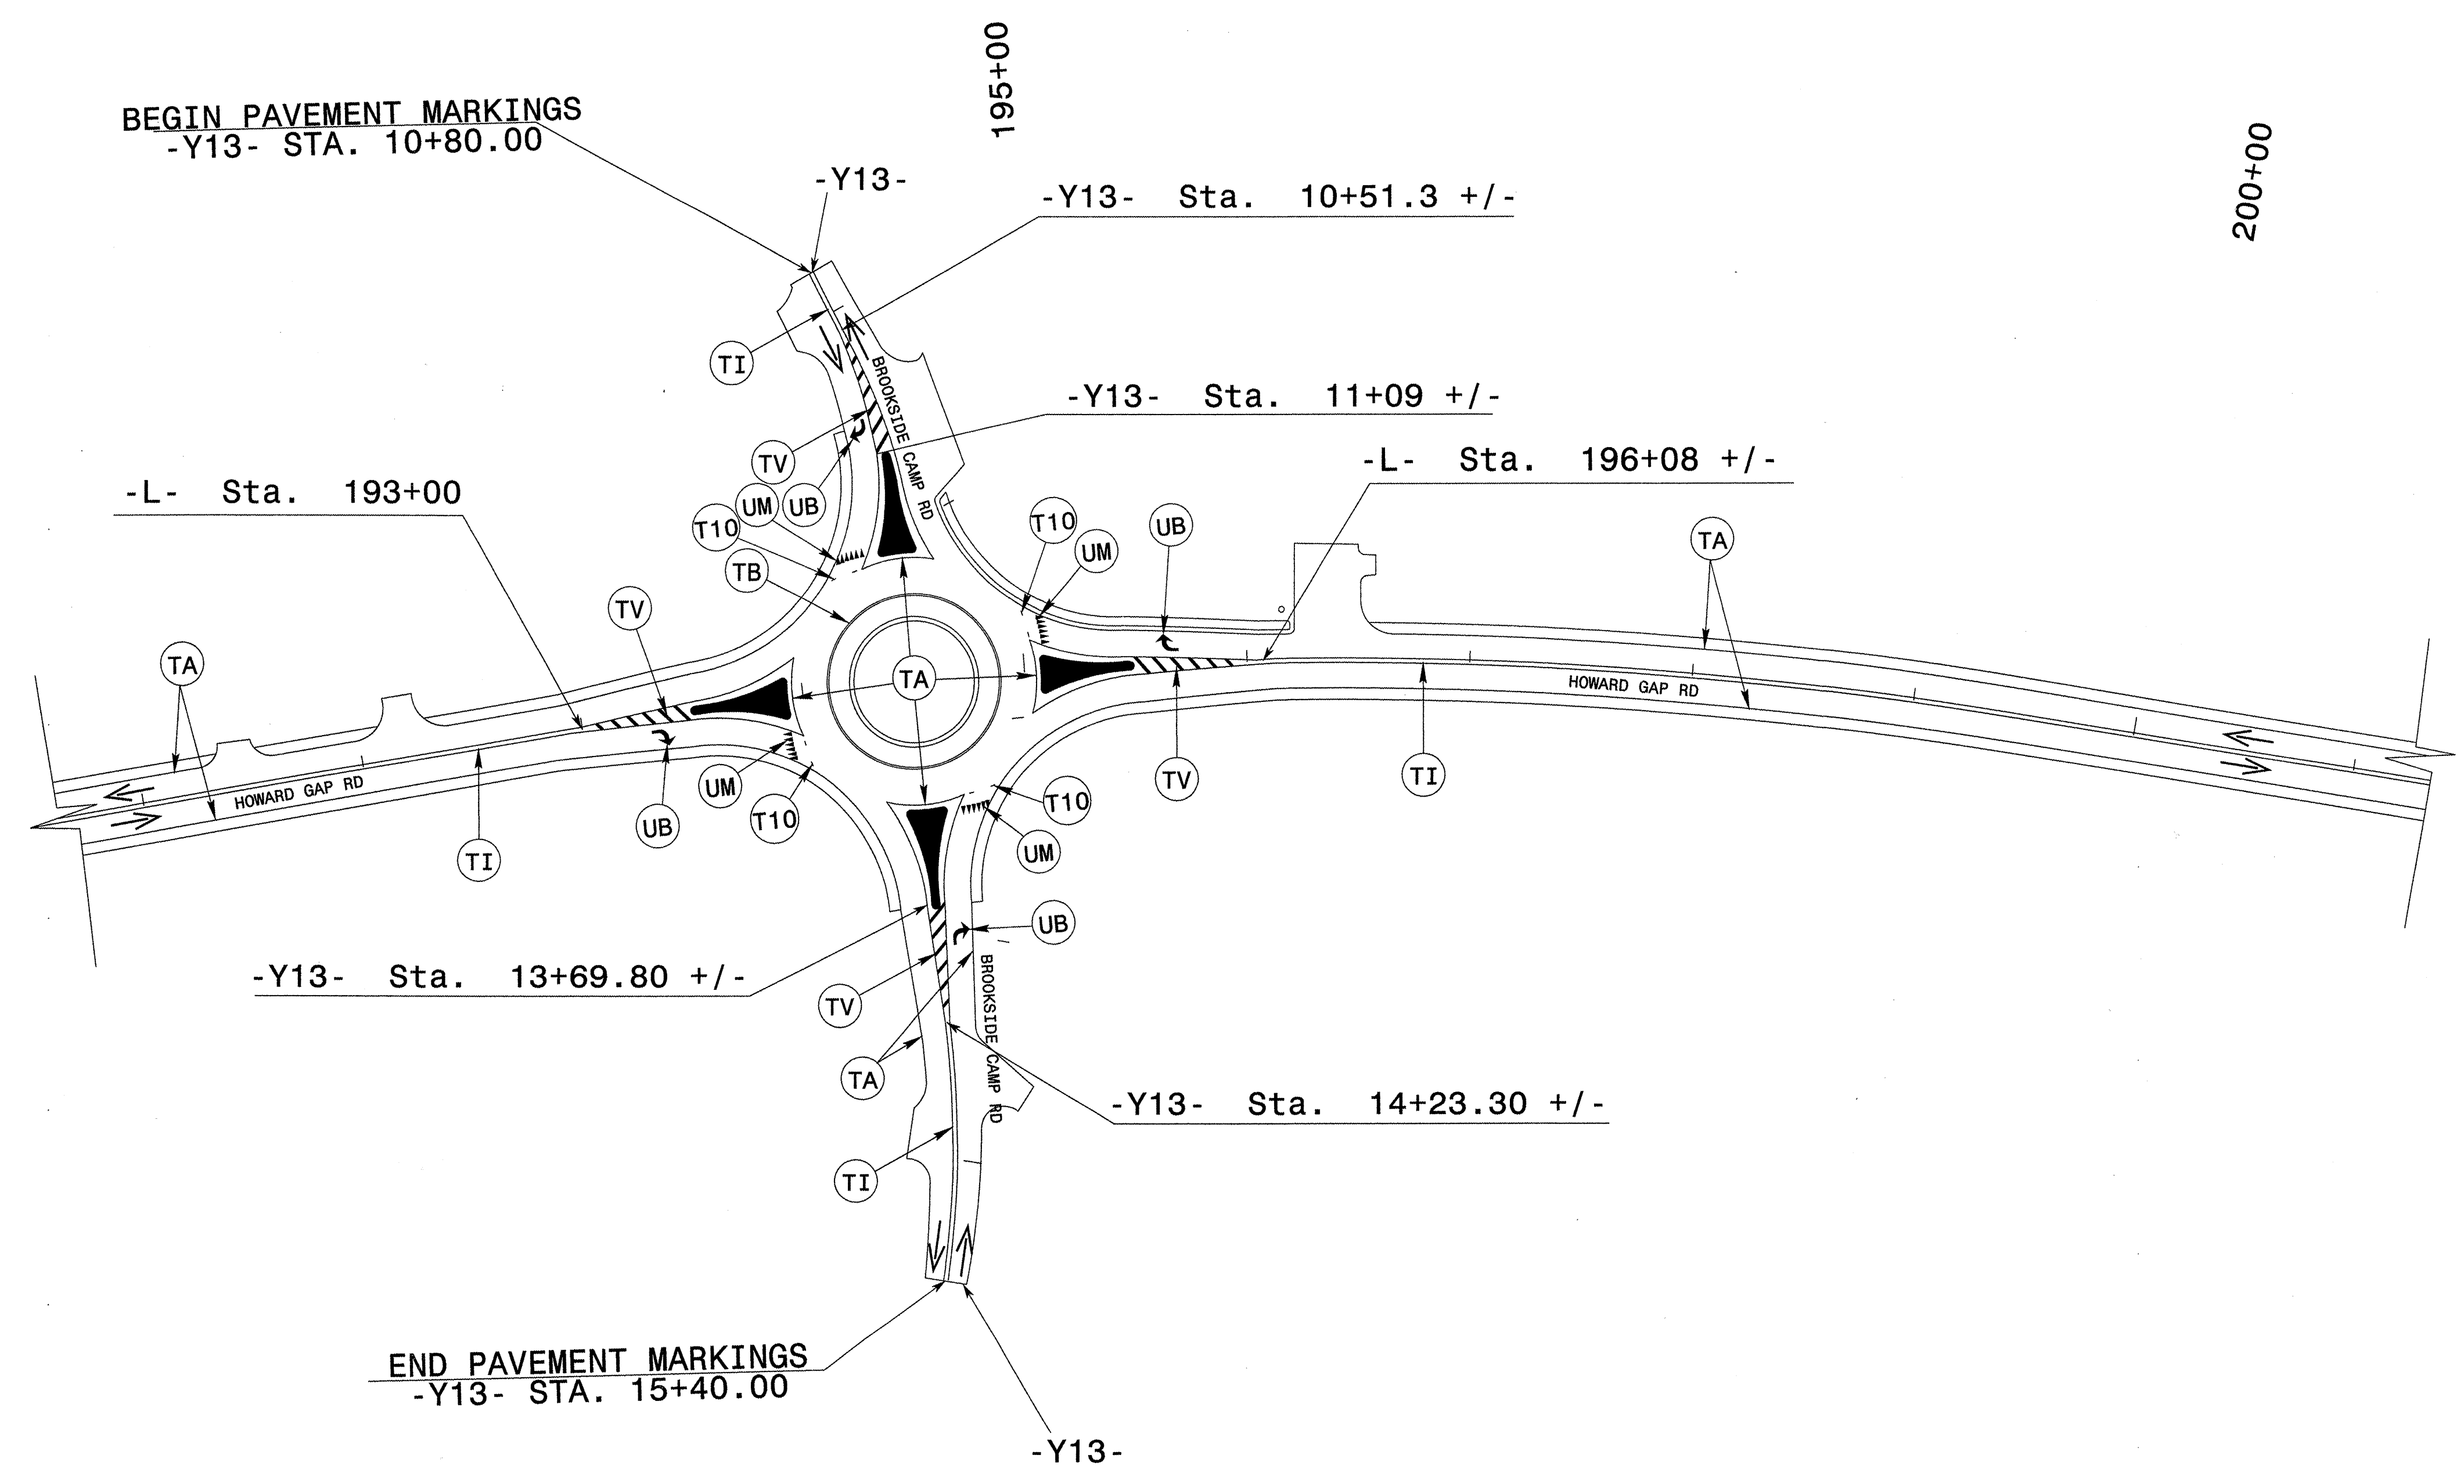 195+00
200+00
BEGIN PAVEMENT MARKINGS
-Y13- STA. 10+80.00
-Y13-
-Y13- Sta. 10+51.3 +/-
TI
BROOKSIDE CAMP RD
-Y13- Sta. 11+09 +/-
-L- Sta. 196+08 +/-
-L- Sta. 193+00
TV
UM
UB
T10
TB
T10
UM
UB
TA
TV
TA
TA
HOWARD GAP RD
HOWARD GAP RD
UM
T10
UB
TI
TV
TI
T10
UM
UB
-Y13- Sta. 13+69.80 +/-
TV
BROOKSIDE CAMP RD
TA
-Y13- Sta. 14+23.30 +/-
TI
END PAVEMENT MARKINGS
-Y13- STA. 15+40.00
-Y13-